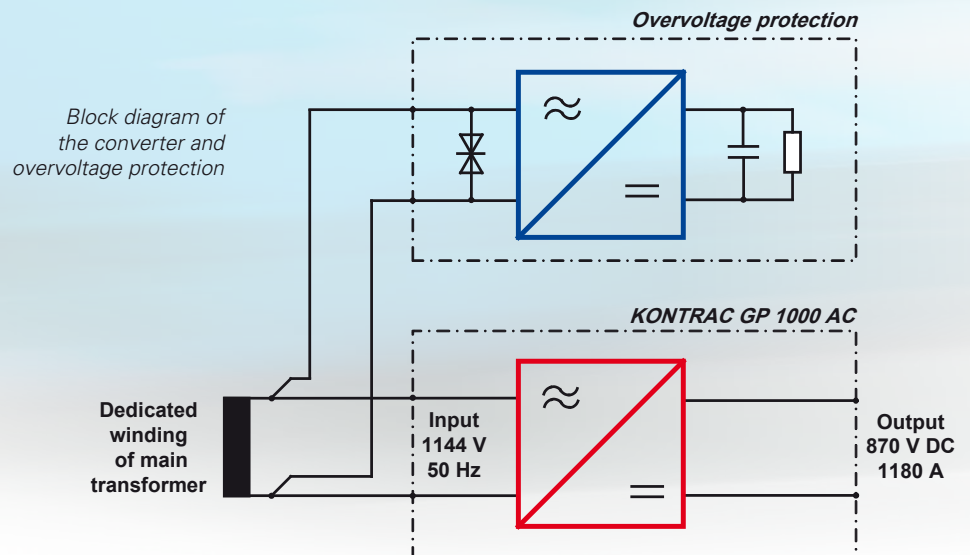 Overvoltage protection
Block diagram of
the converter and
overvoltage protection
KONTRAC GP 1000 AC
Dedicated
winding
of main
transformer
Input
1144 V
50 Hz
Output
870 V DC
1180 A